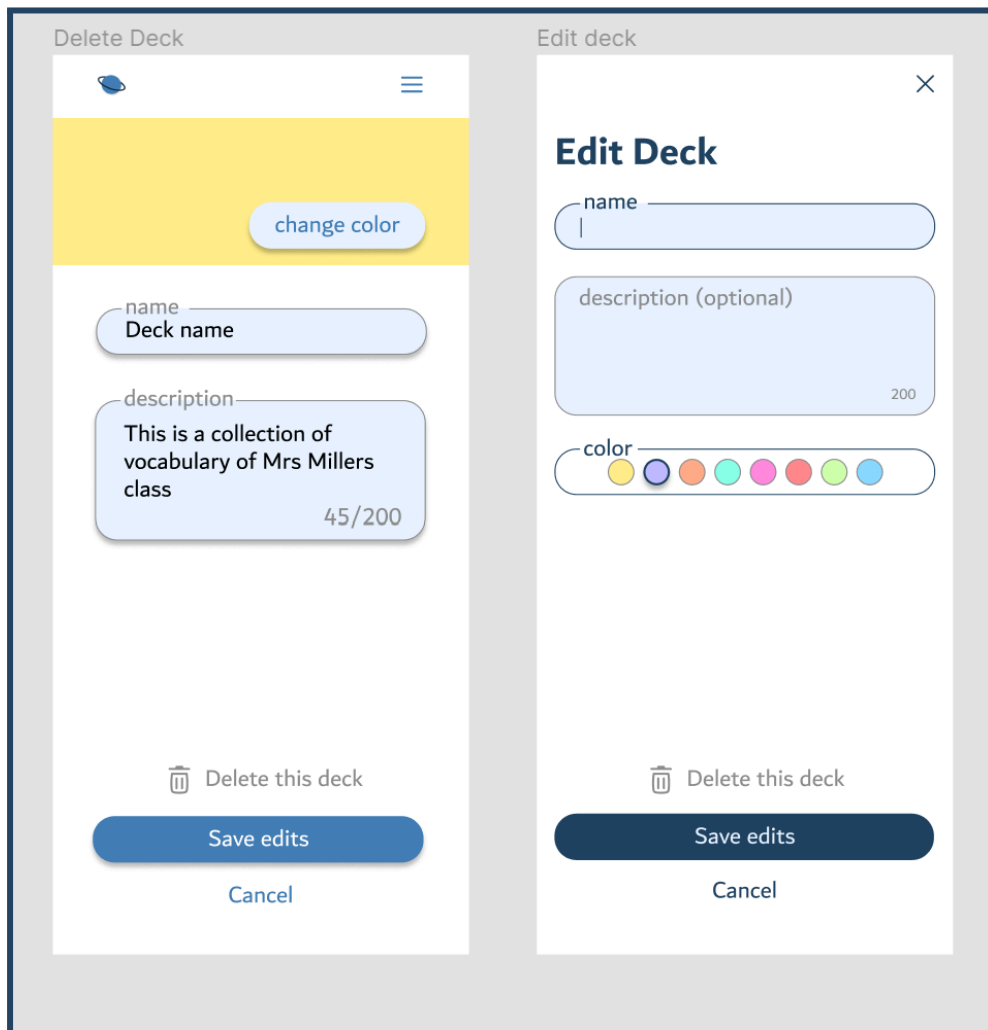 Delete Deck
change color
name
Deck name
description
This is a collection of
vocabulary of Mrs Millers
class
45/200
Delete this deck
Save edits
Cancel
Edit deck
Edit Deck
name
description (optional)
200
color
Delete this deck
Save edits
Cancel